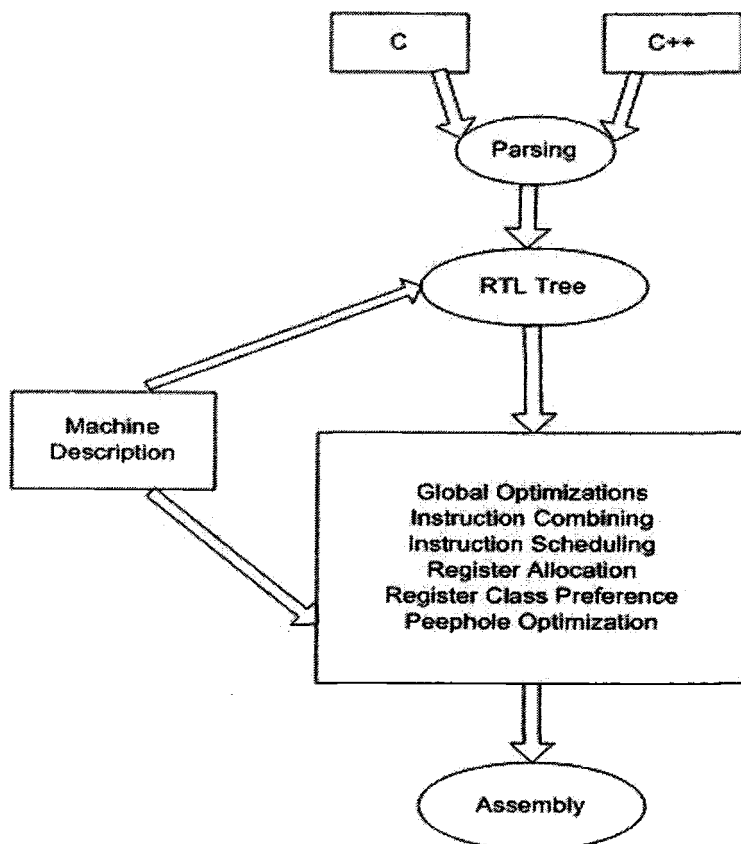 C
C++
Parsing
RTL Tree
Machine
Description
Global Optimizations
Instruction Combining
Instruction Scheduling
Register Allocation
Register Class Preference
Peephole Optimization
Assembly